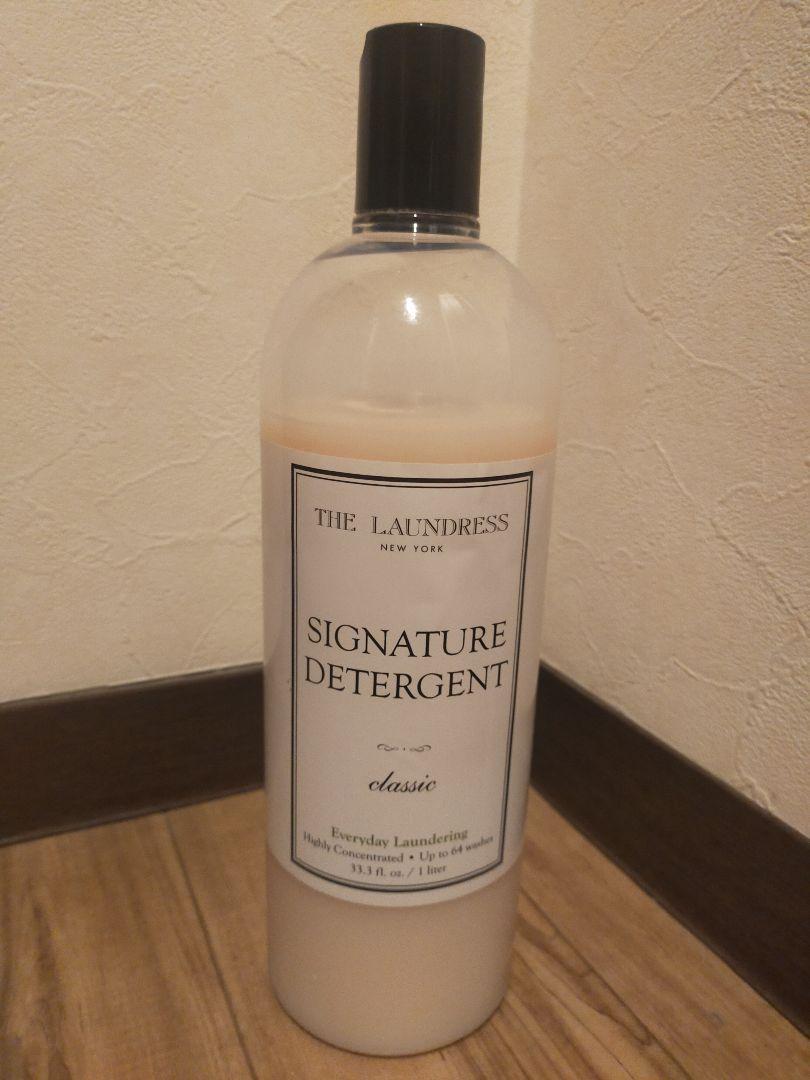 THE LAUNDRESS
NEW YORK
SIGNATURE
DETERGENT
classic
Everyday Laundering
Highly Concentrated • Up to 64 washes
33.3 fl. oz. / 1 liter